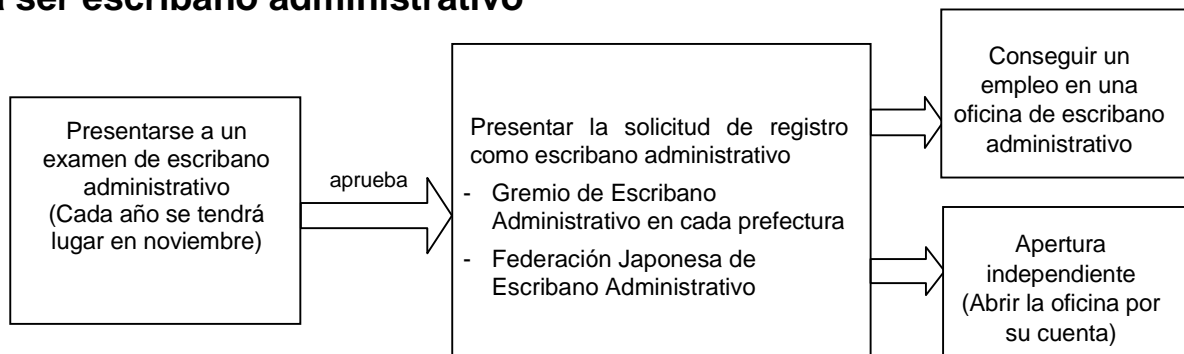 ser escribano administrativo
Presentarse a un
examen de escribano
administrativo
(Cada año se tendrá
lugar en noviembre)
aprueba
Presentar la solicitud de registro
como escribano administrativo
- Gremio de Escribano
Administrativo en cada prefectura
- Federación Japonesa de
Escribano Administrativo
Conseguir un
empleo en una
oficina de escribano
administrativo
Apertura
independiente
(Abrir la oficina por
su cuenta)